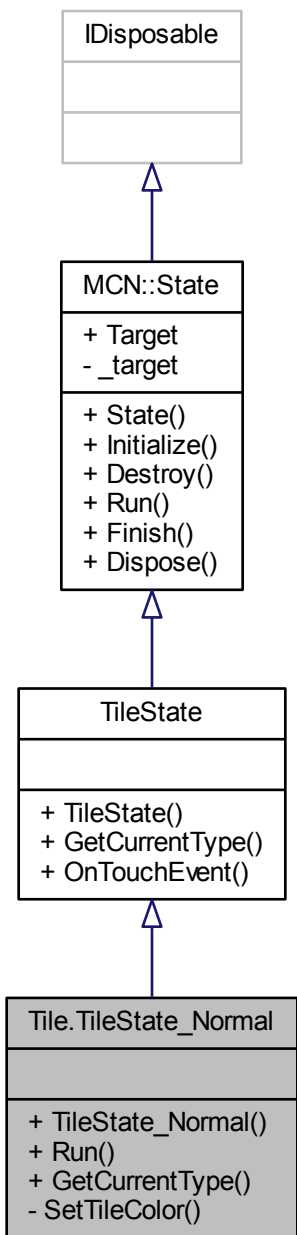 IDisposable
MCN::State
+ Target
- _target
+ State()
+ Initialize()
+ Destroy()
+ Run()
+ Finish()
+ Dispose()
TileState
+ TileState()
+ GetCurrentType()
+ OnTouchEvent()
Tile.TileState_Normal
+ TileState_Normal()
+ Run()
+ GetCurrentType()
- SetTileColor()